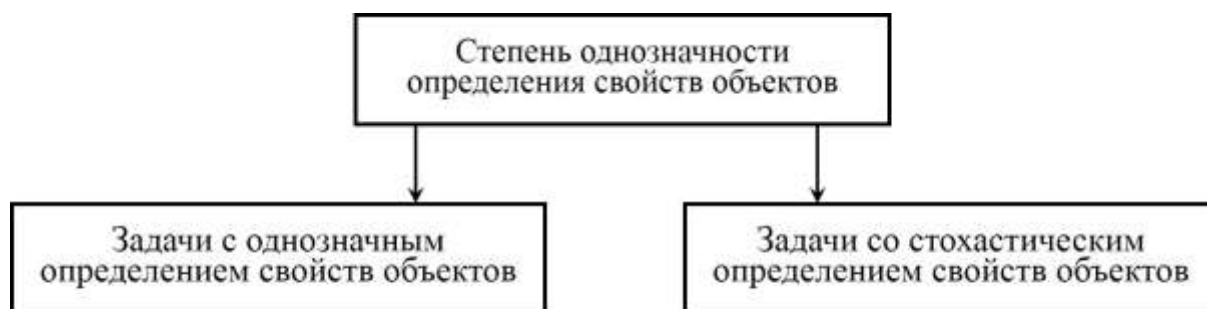 Степень однозначности
определения свойств объектов
Задачи с однозначным
определением свойств объектов
Задачи со стохастическим
определением свойств объектов